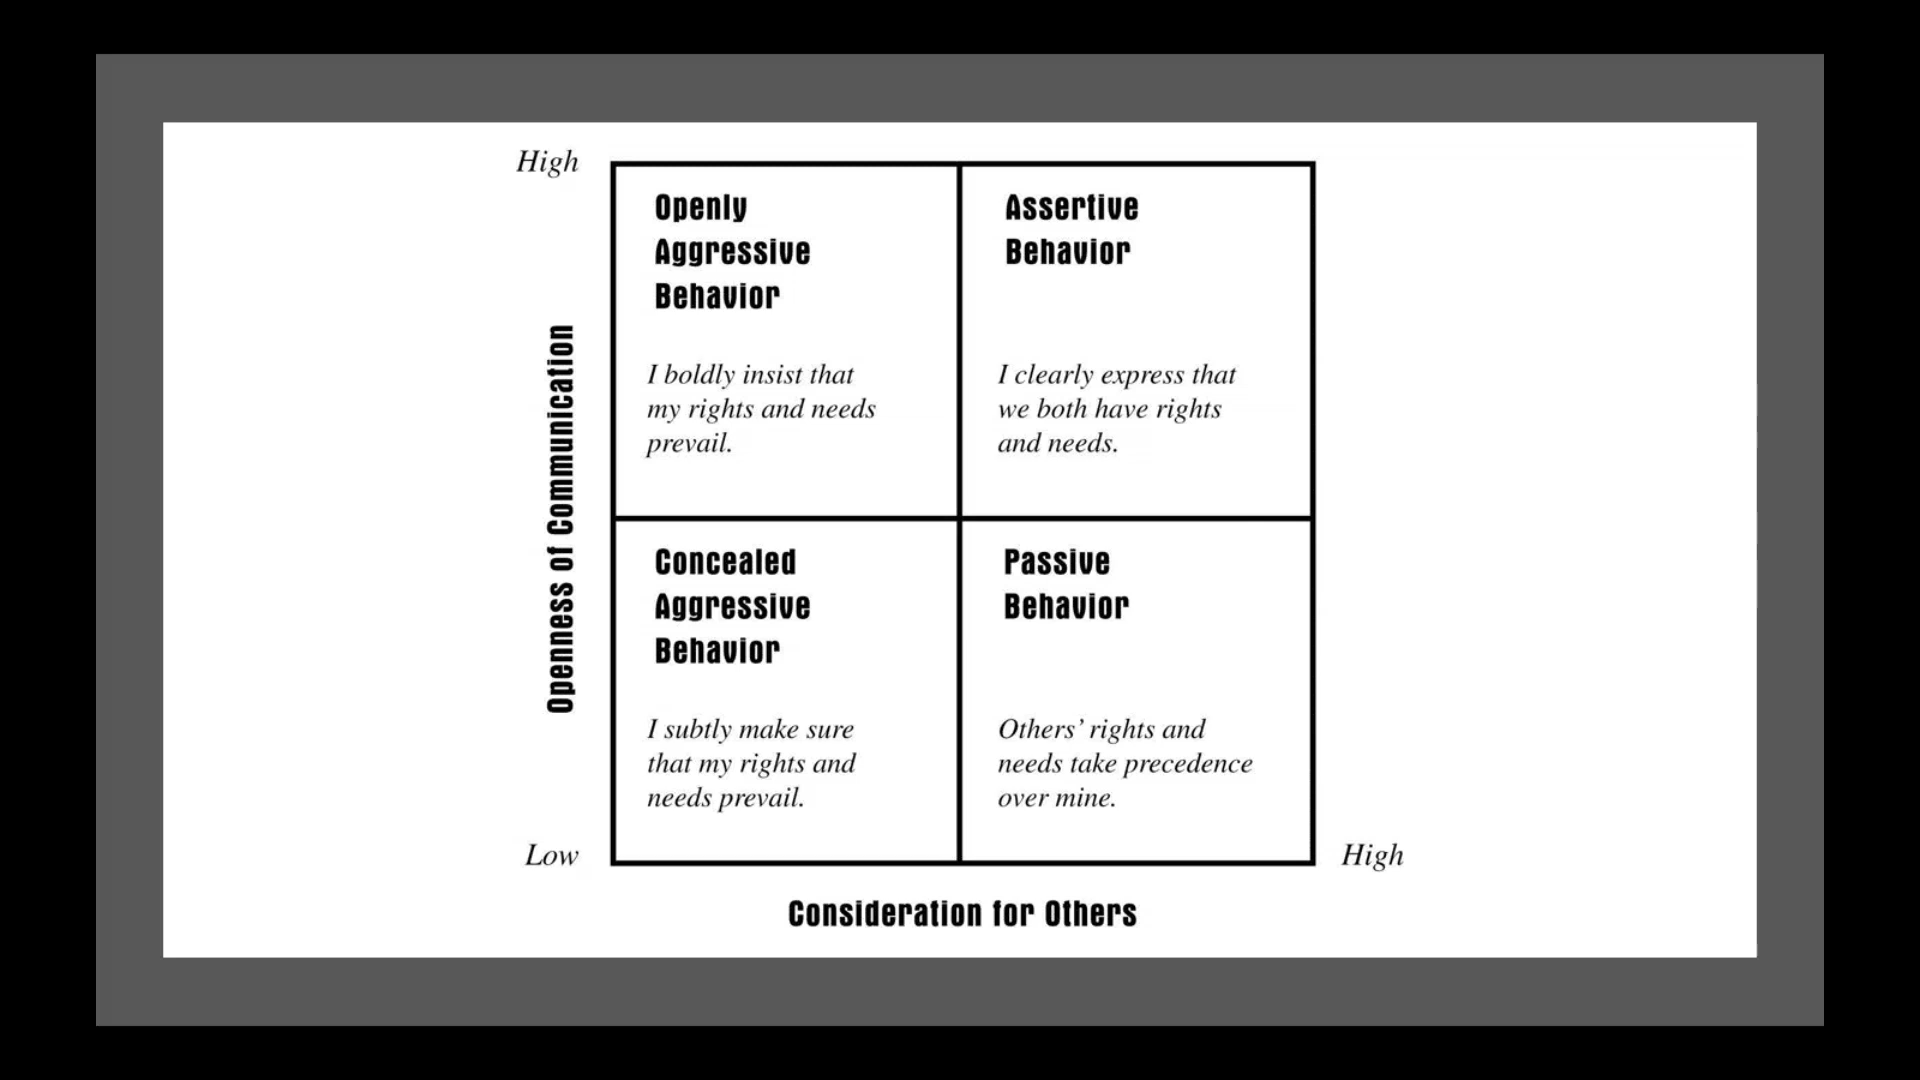 High
Openly
Aggressive
Behavior
I boldly insist that
my rights and needs
prevail.
Assertive
Behavior
I clearly express that
we both have rights
and needs.
Openness of Communication
Concealed
Aggressive
Behavior
I subtly make sure
that my rights and
needs prevail.
Passive
Behavior
Others’ rights and
needs take precedence
over mine.
Low
High
Consideration for Others